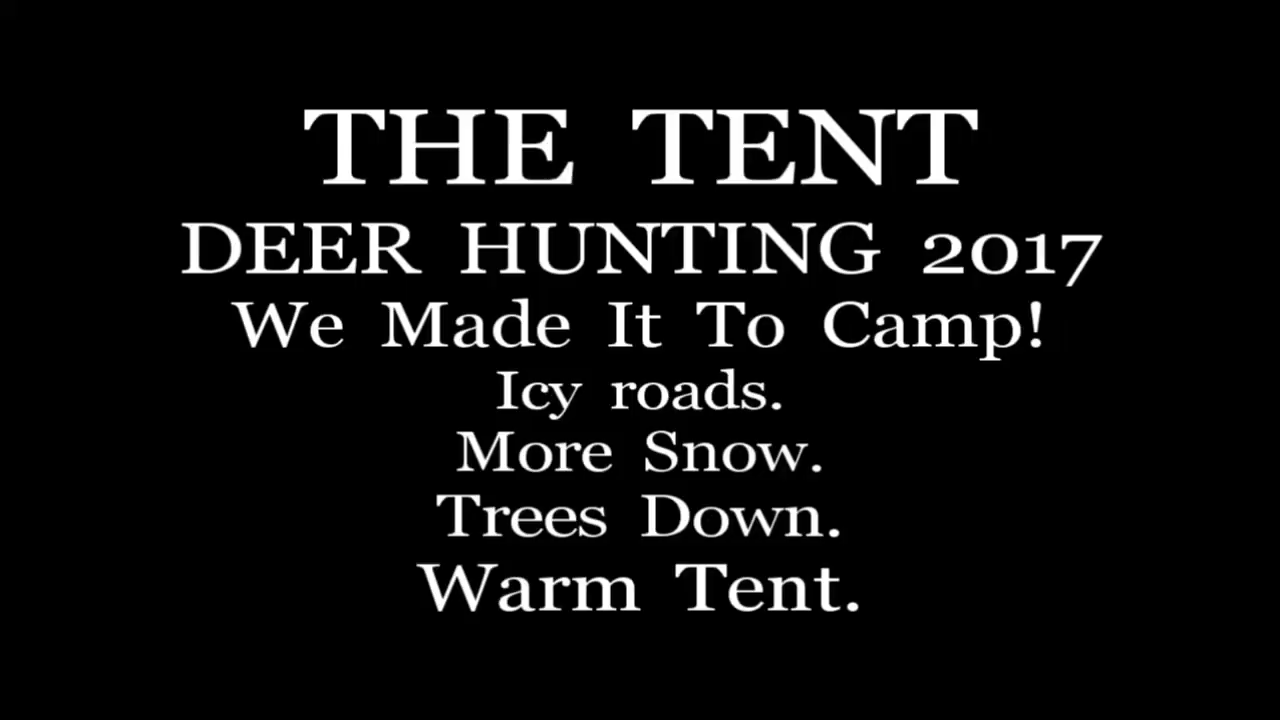 THE TENT
DEER HUNTING 2017
We Made It To Camp!
Icy roads.
More Snow.
Trees Down.
Warm Tent.